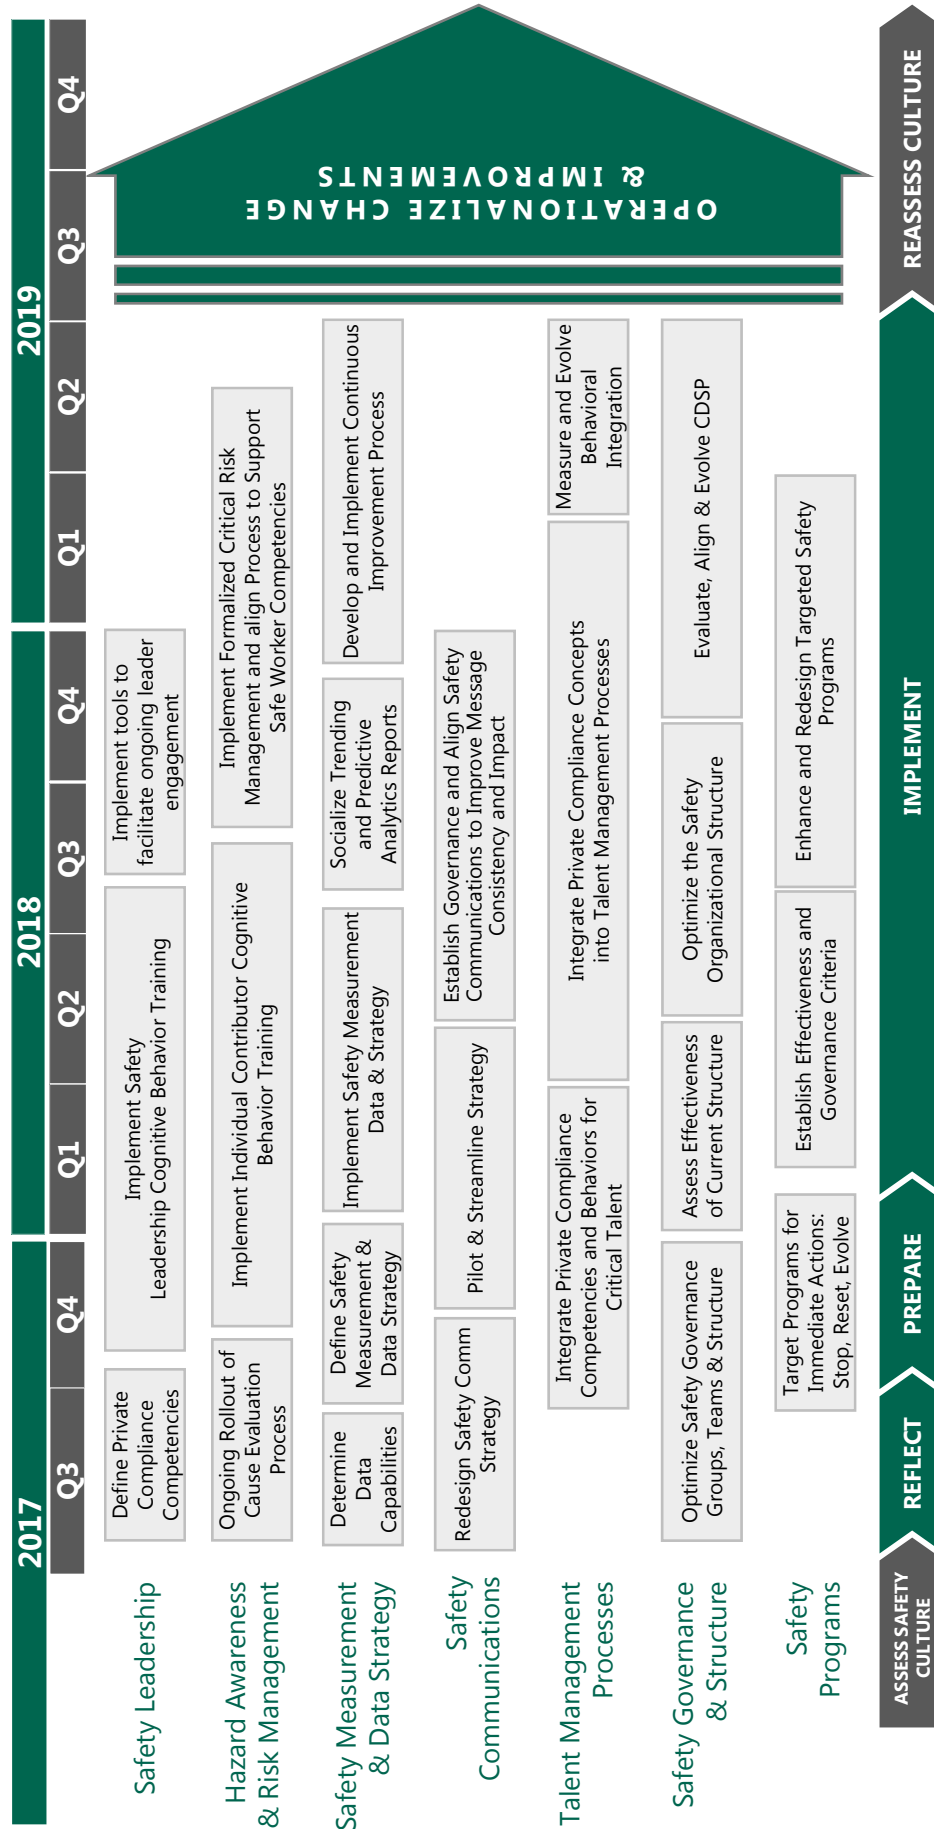 2017
2018
2019
Q3
Q4
Q1
Q2
Q3
Q4
Q1
Q2
Q3
Q4
Safety Leadership
Define Private
Compliance
Competencies
Implement Safety
Leadership Cognitive Behavior Training
Implement tools to
facilitate ongoing leader
engagement
Hazard Awareness
& Risk Management
Ongoing Rollout of
Cause Evaluation
Process
Implement Individual Contributor Cognitive
Behavior Training
Implement Formalized Critical Risk
Management and align Process to Support
Safe Worker Competencies
Safety Measurement
& Data Strategy
Determine
Data
Capabilities
Define Safety
Measurement &
Data Strategy
Implement Safety Measurement
Data & Strategy
Socialize Trending
and Predictive
Analytics Reports
Develop and Implement Continuous
Improvement Process
Safety
Communications
Redesign Safety Comm
Strategy
Pilot & Streamline Strategy
Establish Governance and Align Safety
Communications to Improve Message
Consistency and Impact
Talent Management
Processes
Integrate Private Compliance
Competencies and Behaviors for
Critical Talent
Integrate Private Compliance Concepts
into Talent Management Processes
Measure and Evolve
Behavioral
Integration
Safety Governance
& Structure
Optimize Safety Governance
Groups, Teams & Structure
Assess Effectiveness
of Current Structure
Optimize the Safety
Organizational Structure
Evaluate, Align & Evolve CDSP
Safety
Programs
Target Programs for
Immediate Actions:
Stop, Reset, Evolve
Establish Effectiveness and
Governance Criteria
Enhance and Redesign Targeted Safety
Programs
OPERATIONALIZE CHANGE
& IMPROVEMENTS
ASSESS SAFETY
CULTURE
REFLECT
PREPARE
IMPLEMENT
REASSESS CULTURE